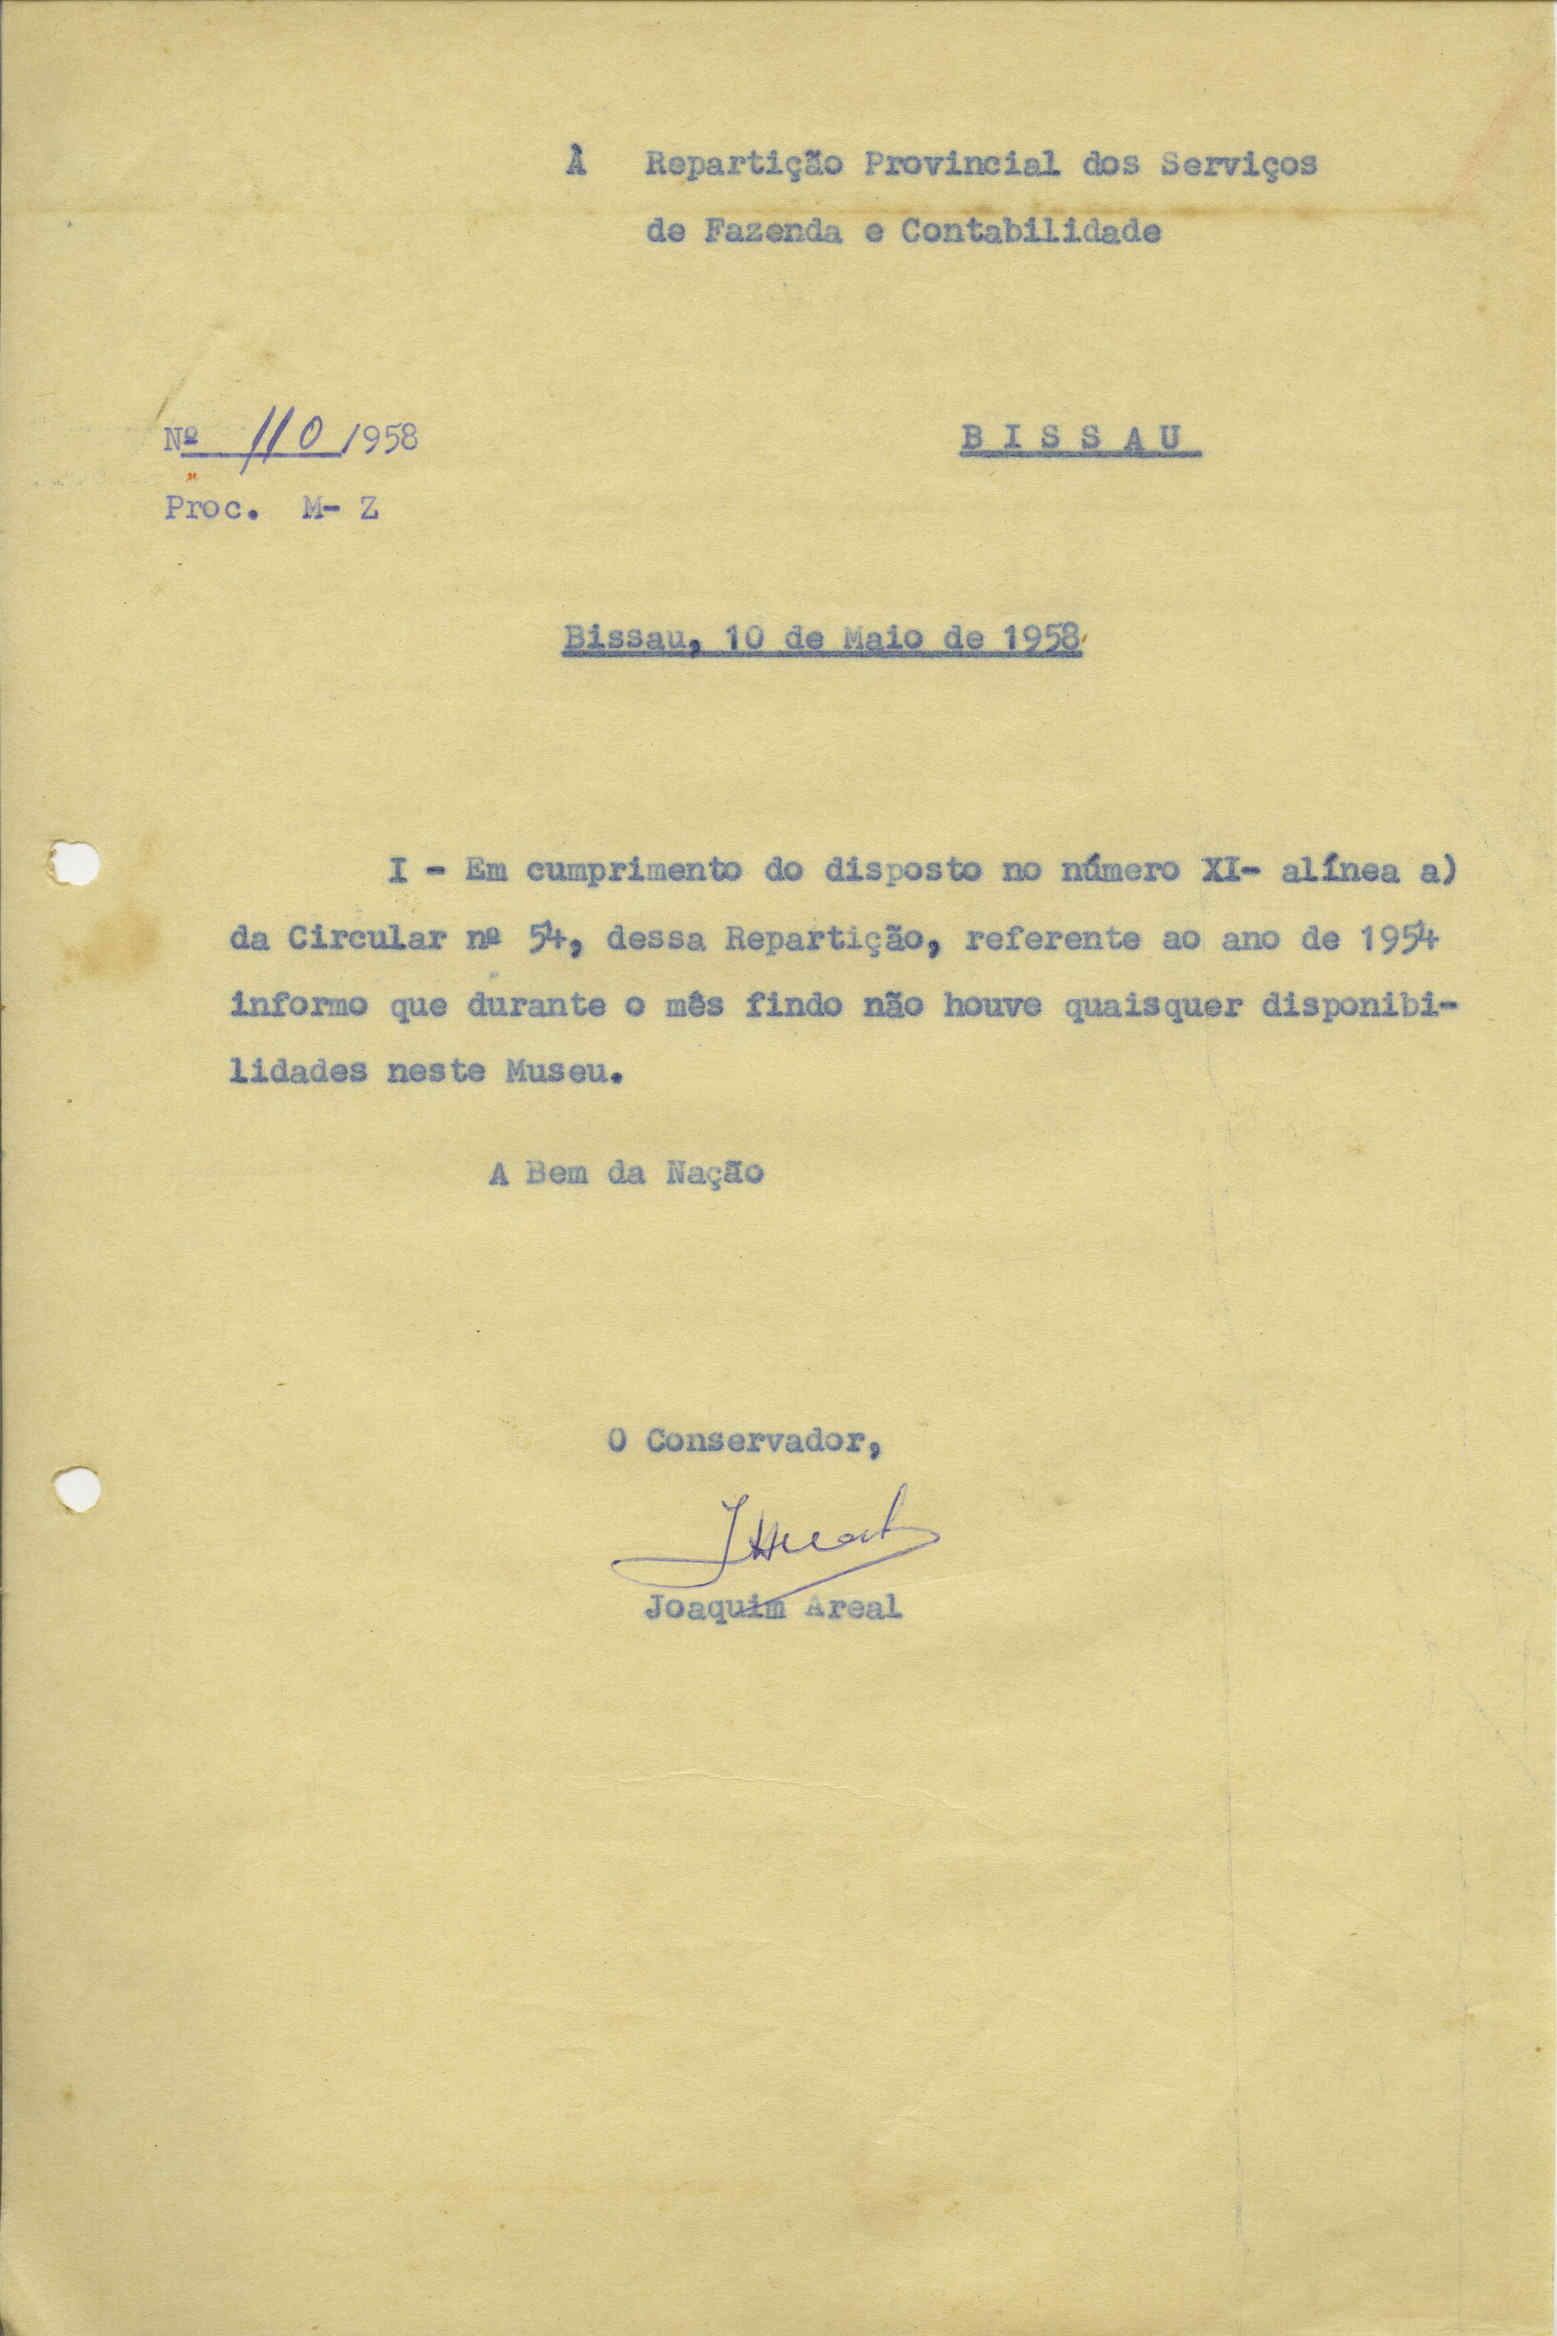 À Repartição Provincial dos Serviços
de Fazenda e Contabilidade
Nº 110/1958
BISSAU
Proc. M- Z
Bissau, 10 de Maio de 1958
I - Em cumprimento do disposto no número XI- alínea a)
da Circular nº 54, dessa Repartição, referente ao ano de 1954
informo que durante o mês findo não houve quaisquer disponibi-
lidades neste Museu.
A Bem da Nação
O Conservador,
Joaquim Areal